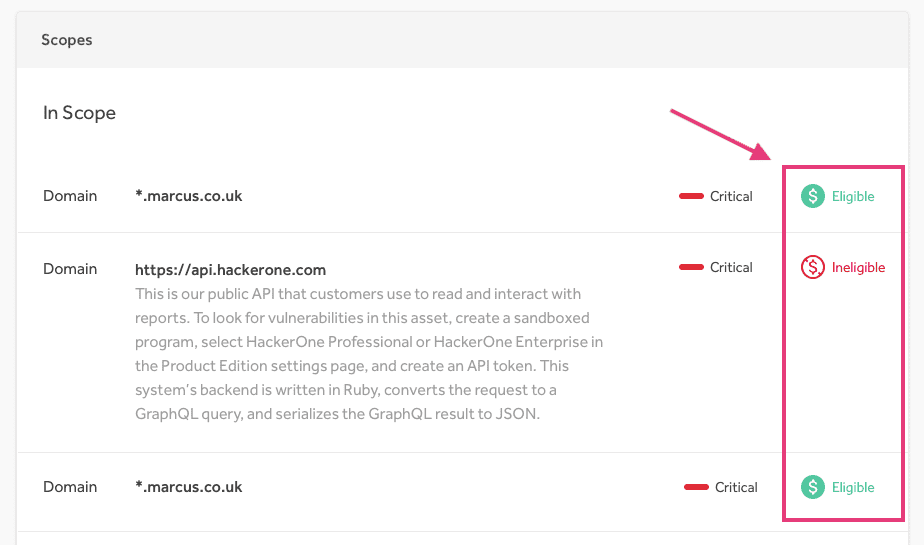 Scopes
In Scope
Domain *.marcus.co.uk Critical $ Eligible
Domain https://api.hackerone.com Critical $ Ineligible
This is our public API that customers use to read and interact with
reports. To look for vulnerabilities in this asset, create a sandboxed
program, select HackerOne Professional or HackerOne Enterprise in
the Product Edition settings page, and create an API token. This
system's backend is written in Ruby, converts the request to a
GraphQL query, and serializes the GraphQL result to JSON.
Domain *.marcus.co.uk Critical $ Eligible